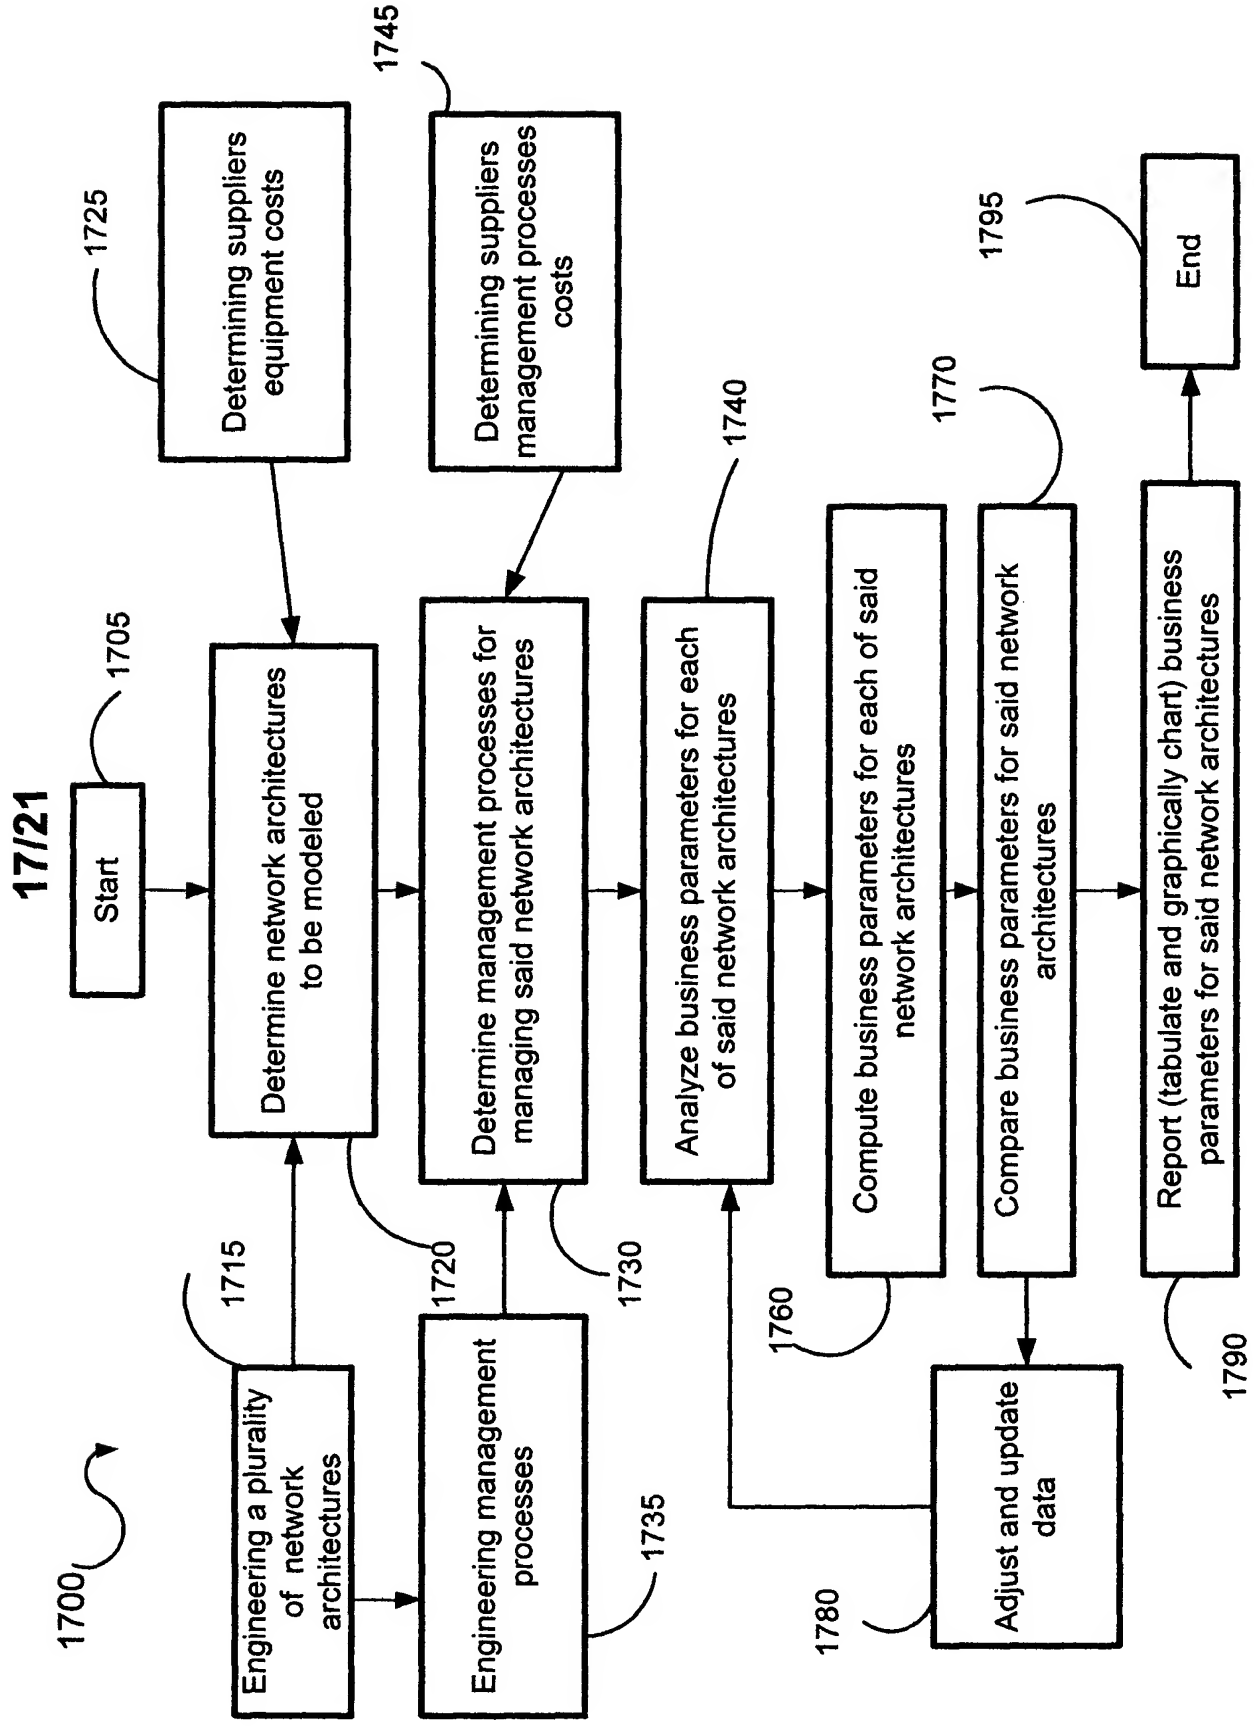 17/21
1700
Start
1705
Engineering a plurality
of network
architectures
1715
Determine network architectures
to be modeled
1720
Determining suppliers
equipment costs
1725
Engineering management
processes
1735
Determine management processes for
managing said network architectures
1730
Determining suppliers
management processes
costs
1745
Analyze business parameters for each
of said network architectures
1740
Compute business parameters for each of said
network architectures
1760
Compare business parameters for said network
architectures
1770
Adjust and update
data
1780
Report (tabulate and graphically chart) business
parameters for said network architectures
1790
End
1795